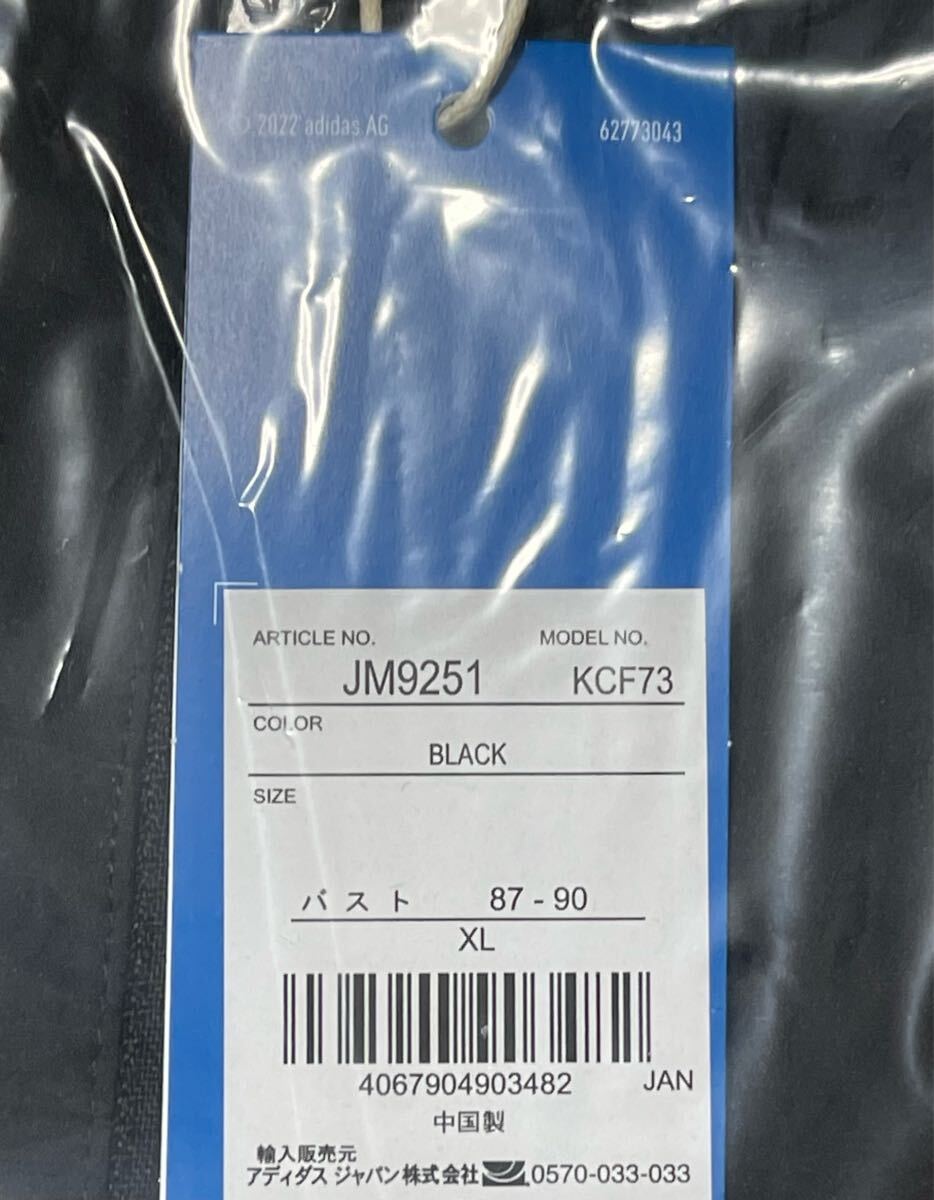 © 2022 adidas AG 62773043
ARTICLE NO. MODEL NO.
JM9251 KCF73
COLOR
BLACK
SIZE
バスト 87 - 90
XL
4067904903482 JAN
中国製
輸入販売元
アディダス ジャパン株式会社 0570-033-033